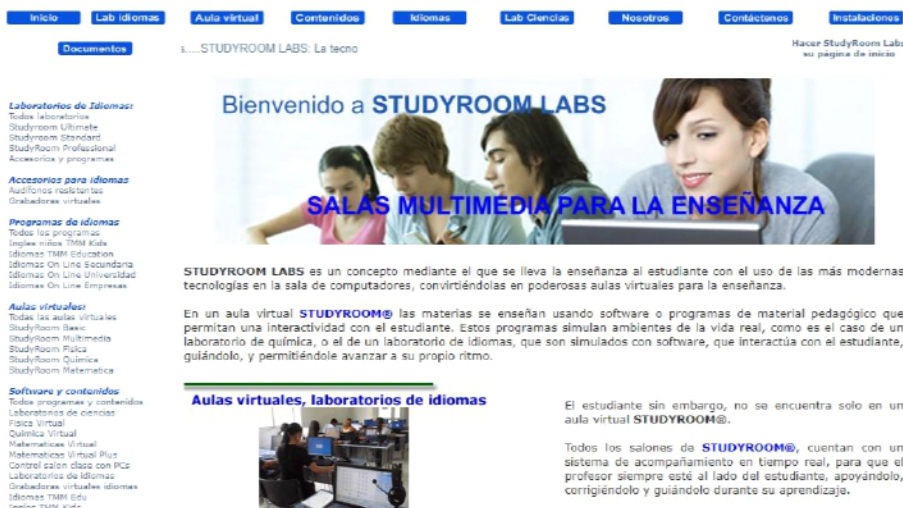 Inicio
Lab idiomas
Aula virtual
Contenidos
Idiomas
Lab Ciencias
Nosotros
Contáctenos
Instalaciones
Documentos
s.....STUDYROOM LABS: La tecno
Hacer StudyRoom Labs
su página de inicio
Bienvenido a STUDYROOM LABS
SALAS MULTIMEDIA PARA LA ENSEÑANZA
Laboratorios de Idiomas:
Todos laboratorios
Studyroom Ultimate
Studyroom Standard
StudyRoom Professional
Accesorios y programas
Accesorios para idiomas
Audifonos resistentes
Grabadoras virtuales
Programas de idiomas
Todos los programas
Ingles niños TMM Kids
Idiomas TMM Education
Idiomas On Line Secundaria
Idiomas On Line Universidad
Idiomas On Line Empresas
Aulas virtuales:
Todas las aulas virtuales
StudyRoom Basic
StudyRoom Multimedia
StudyRoom Fisica
StudyRoom Quimica
StudyRoom Matematica
Software y contenidos
Todos programas y contenidos
Laboratorios de ciencias
Fisica Virtual
Quimica Virtual
Matematicas Virtual
Matematicas Virtual Plus
Control salon clase con PCs
Laboratorios de Idiomas
Grabadoras virtuales idiomas
Idiomas TMM Edu
Ingles TMM Kids
STUDYROOM LABS es un concepto mediante el que se lleva la enseñanza al estudiante con el uso de las más modernas
tecnologías en la sala de computadores, convirtiéndolas en poderosas aulas virtuales para la enseñanza.
En un aula virtual STUDYROOM® las materias se enseñan usando software o programas de material pedagógico que
permitan una interactividad con el estudiante. Estos programas simulan ambientes de la vida real, como es el caso de un
laboratorio de química, o el de un laboratorio de idiomas, que son simulados con software, que interactúa con el estudiante,
guiándolo, y permitiéndole avanzar a su propio ritmo.
Aulas virtuales, laboratorios de idiomas
El estudiante sin embargo, no se encuentra solo en un
aula virtual STUDYROOM®.
Todos los salones de STUDYROOM®, cuentan con un
sistema de acompañamiento en tiempo real, para que el
profesor siempre esté al lado del estudiante, apoyándolo,
corrigiéndolo y guiándolo durante su aprendizaje.